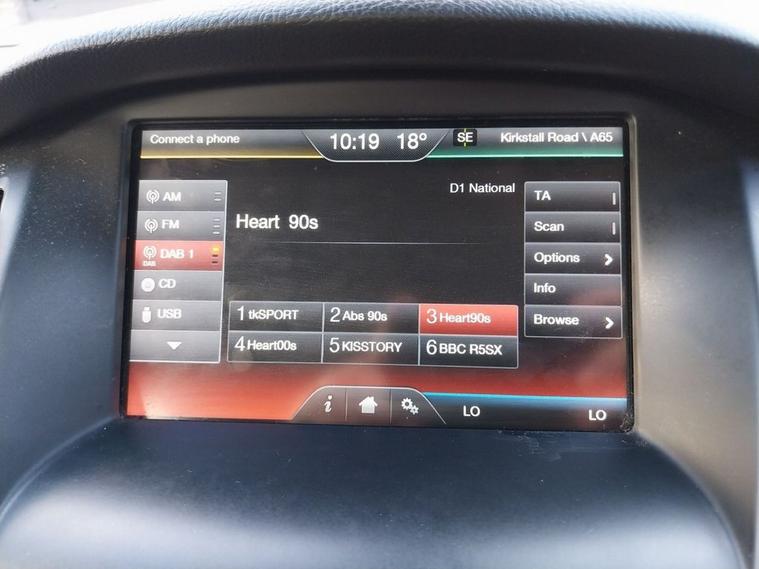 Connect a phone
10:19 18°
SE
Kirkstall Road \ A65
D1 National
AM
FM
DAB 1
DAB
CD
USB
Heart 90s
TA
Scan
Options
Info
Browse
1 tkSPORT
2 Abs 90s
3 Heart90s
4 Heart00s
5 KISSTORY
6 BBC R5SX
i
LO
LO